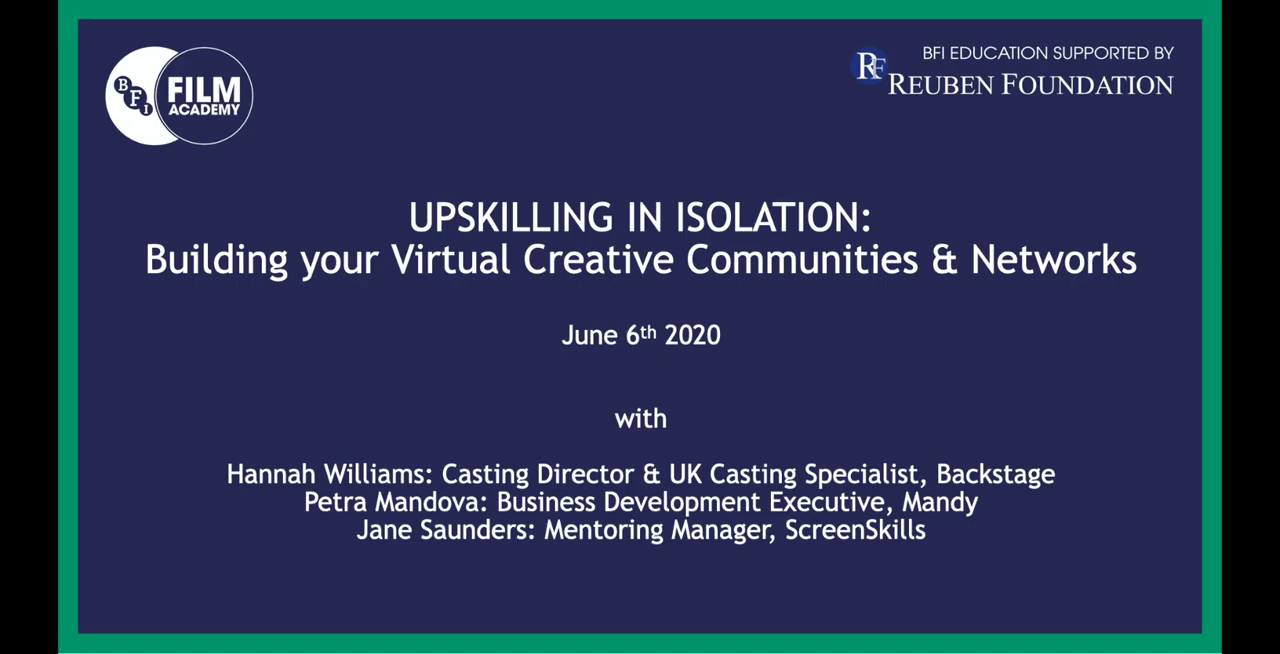 BFI
FILM
ACADEMY
BFI EDUCATION SUPPORTED BY
RF REUBEN FOUNDATION
UPSKILLING IN ISOLATION:
Building your Virtual Creative Communities & Networks
June 6th 2020
with
Hannah Williams: Casting Director & UK Casting Specialist, Backstage
Petra Mandova: Business Development Executive, Mandy
Jane Saunders: Mentoring Manager, ScreenSkills